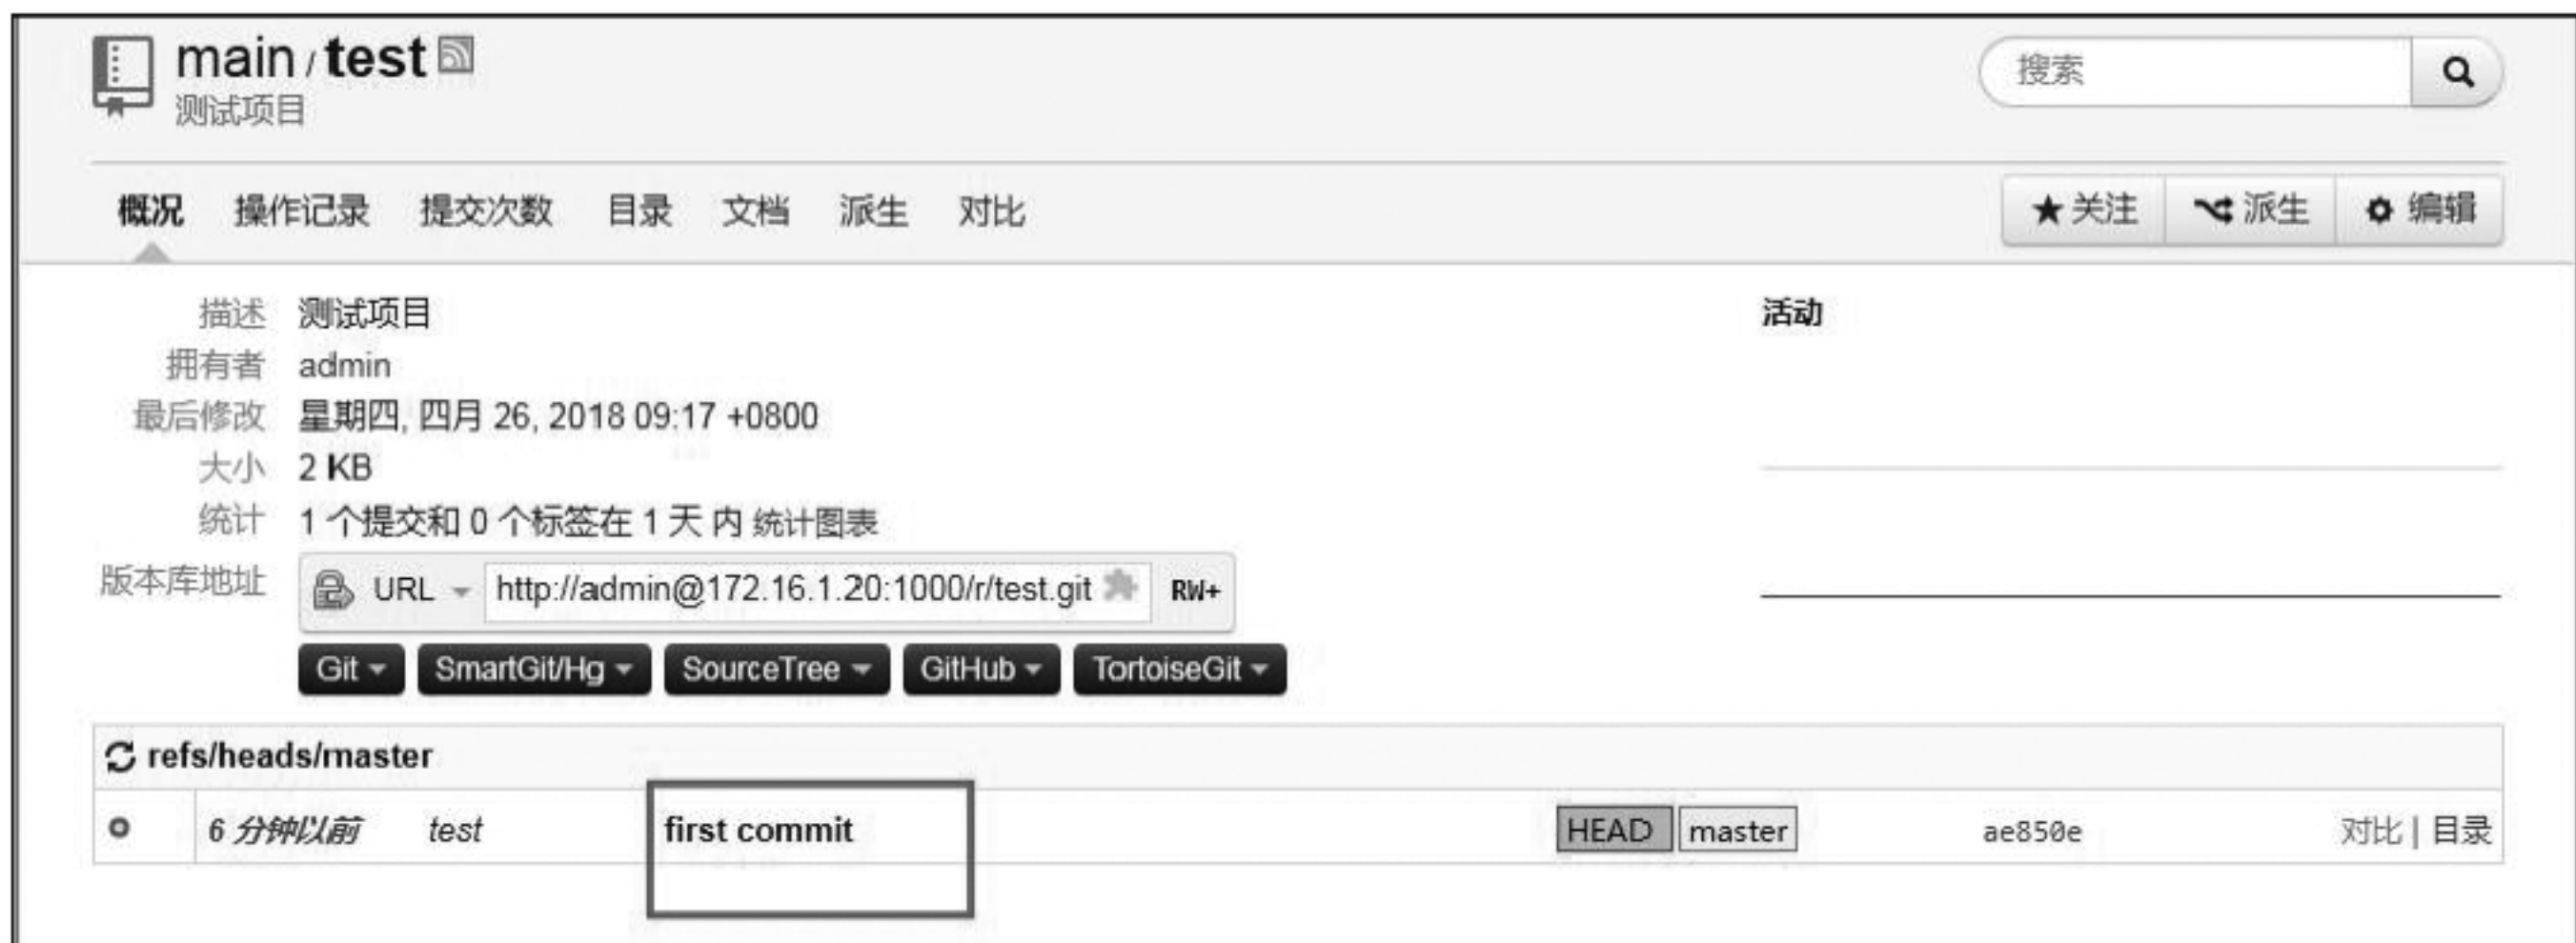 main / test
测试项目
搜索
概况 操作记录 提交次数 目录 文档 派生 对比
关注 派生 编辑
描述 测试项目
活动
拥有者 admin
最后修改 星期四, 四月 26, 2018 09:17 +0800
大小 2 KB
统计 1 个提交和 0 个标签在 1 天 内 统计图表
版本库地址 URL http://admin@172.16.1.20:1000/r/test.git RW+
Git SmartGit/Hg SourceTree GitHub TortoiseGit
refs/heads/master
6 分钟以前 test first commit HEAD master ae850e 对比 | 目录